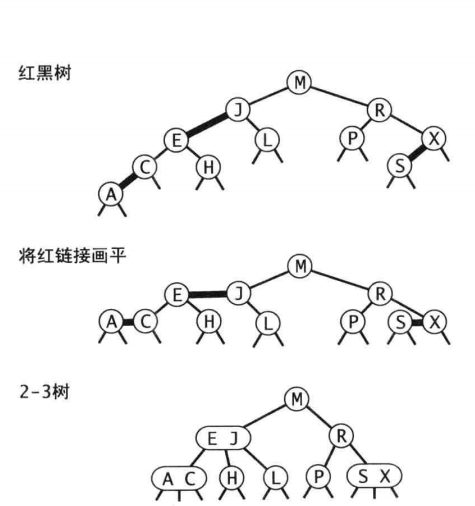 红黑树
M
J R
E L P X
C H S
A
将红链接画平
M
E J R
A C H L P S X
2-3树
M
E J R
A C H L P S X